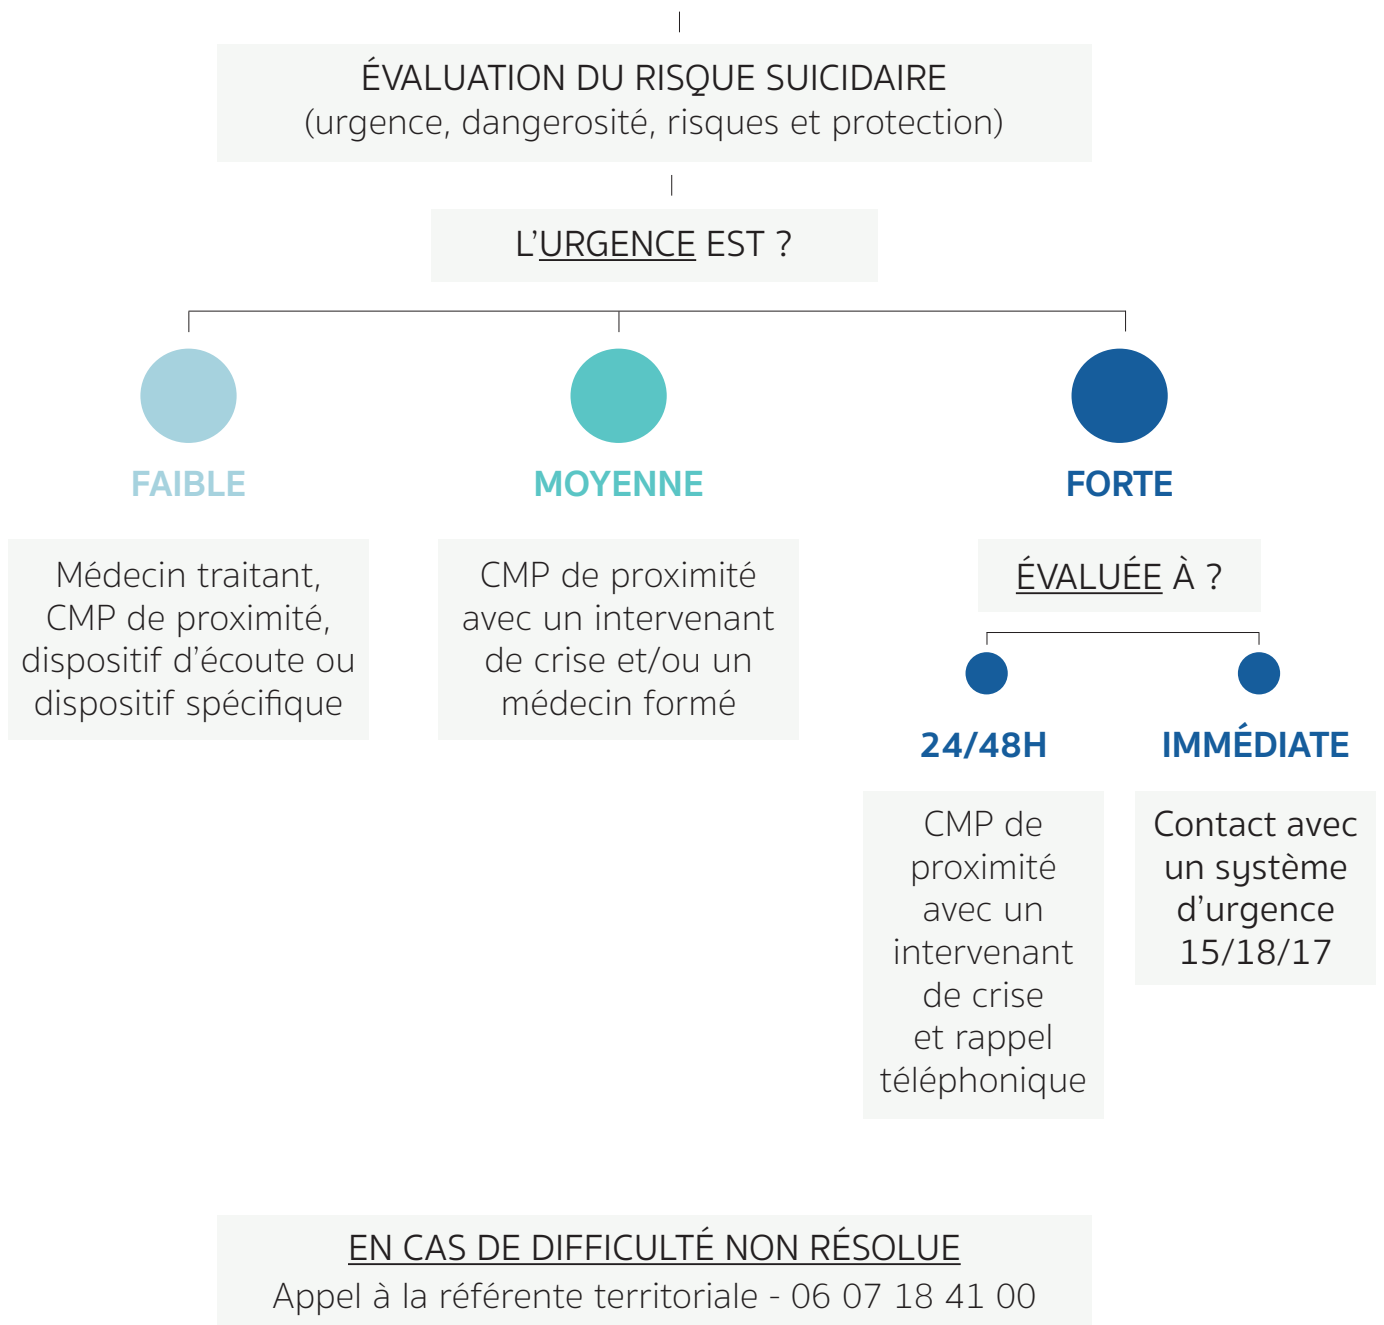 ÉVALUATION DU RISQUE SUICIDAIRE
(urgence, dangerosité, risques et protection)
L'URGENCE EST ?
FAIBLE
Médecin traitant,
CMP de proximité,
dispositif d'écoute ou
dispositif spécifique
MOYENNE
CMP de proximité
avec un intervenant
de crise et/ou un
médecin formé
FORTE
ÉVALUÉE À ?
24/48H
CMP de
proximité
avec un
intervenant
de crise
et rappel
téléphonique
IMMÉDIATE
Contact avec
un système
d'urgence
15/18/17
EN CAS DE DIFFICULTÉ NON RÉSOLUE
Appel à la référente territoriale - 06 07 18 41 00